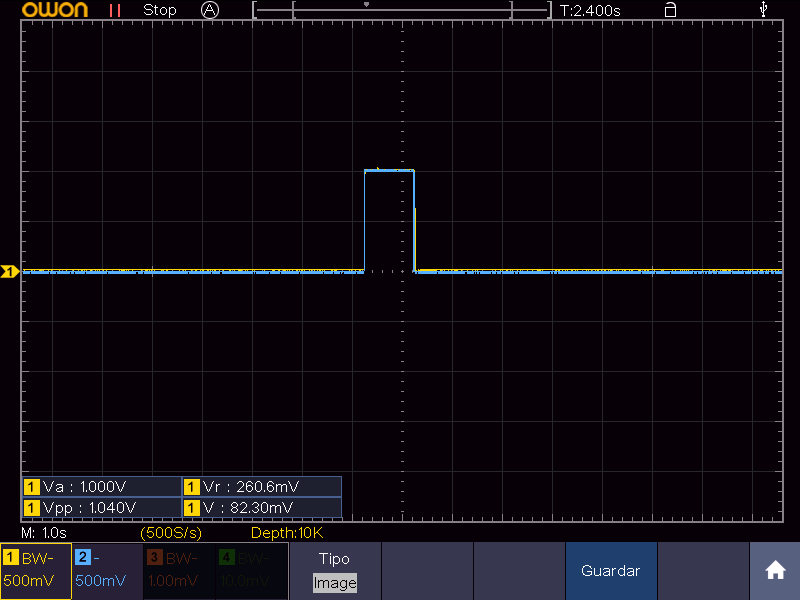 OWON Stop A T:2.400s
1
1 Va : 1.000V 1 Vr : 260.6mV
1 Vpp : 1.040V 1 V : 82.30mV
M: 1.0s (500S/s) Depth:10K
1 BW- 2 - 3 BW- 4 BW- Tipo
500mV 500mV 1.00mV 10.0mV Image
Guardar